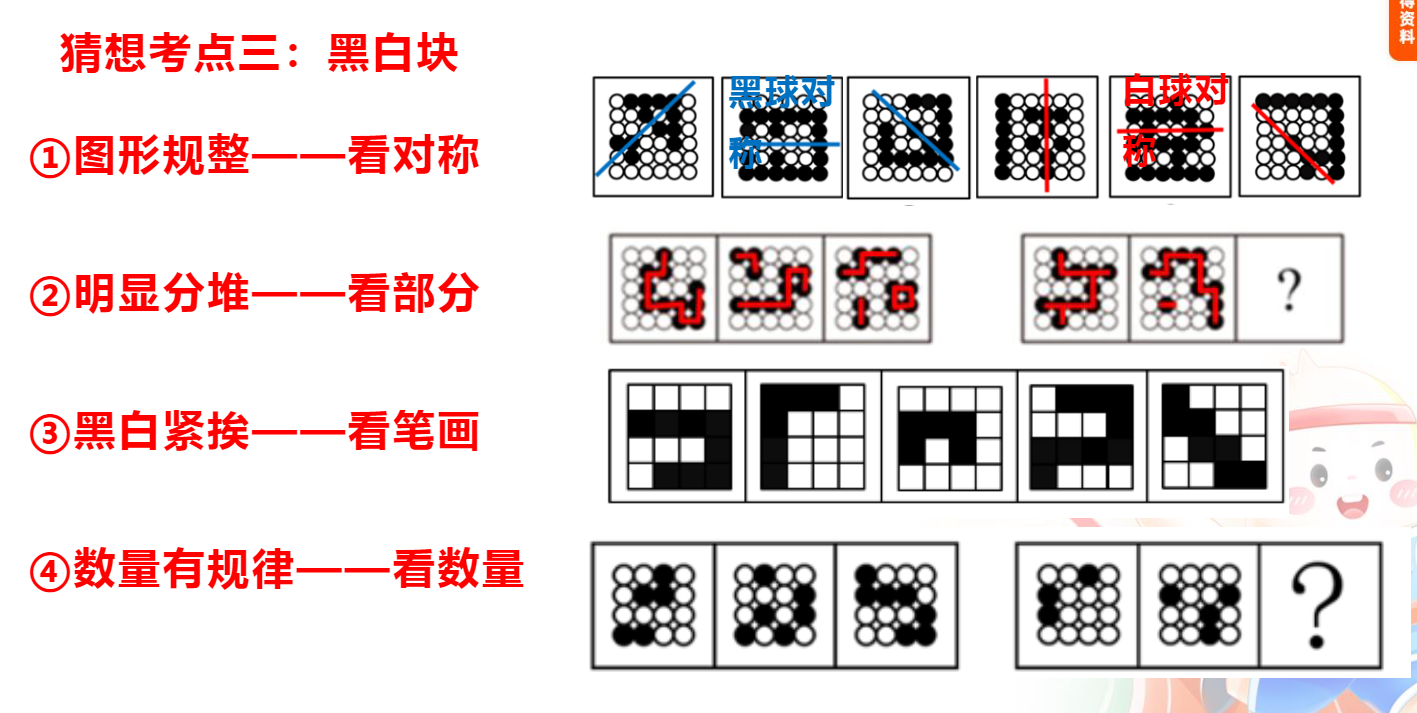 猜想考点三：黑白块
得资料
①图形规整——看对称
黑球对
称
白球对
称
②明显分堆——看部分
?
③黑白紧挨——看笔画
④数量有规律——看数量
?